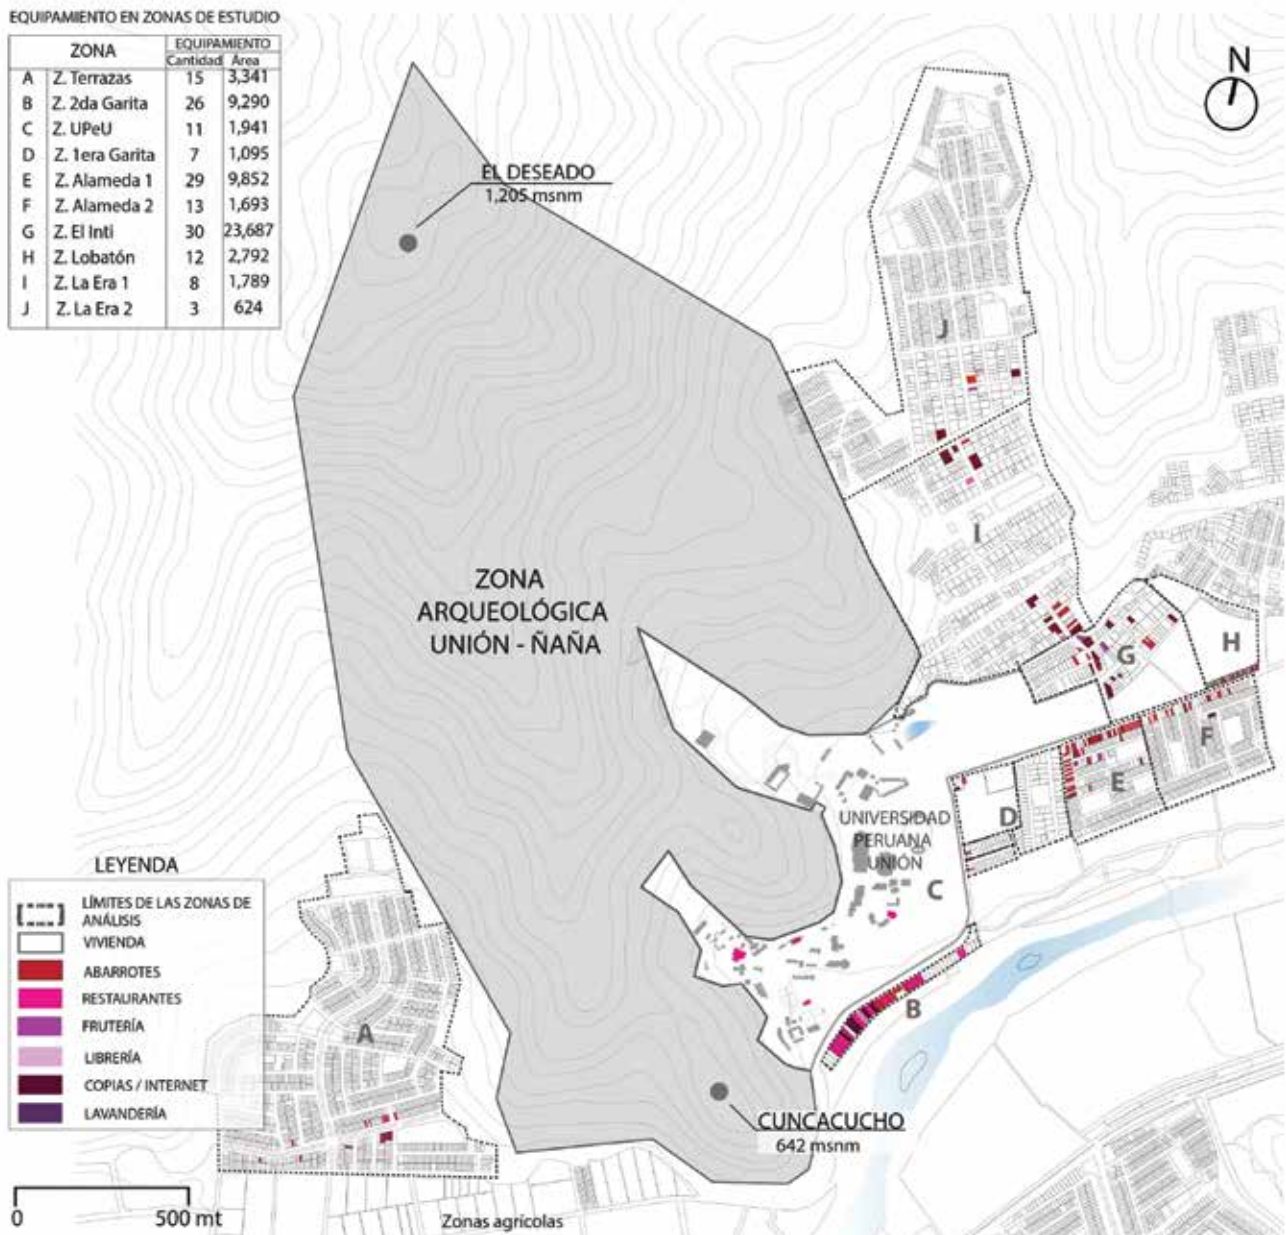 EQUIPAMIENTO EN ZONAS DE ESTUDIO
ZONA EQUIPAMIENTO
Cantidad Área
A Z. Terrazas 15 3,341
B Z. 2da Garita 26 9,290
C Z. UPeU 11 1,941
D Z. 1era Garita 7 1,095
E Z. Alameda 1 29 9,852
F Z. Alameda 2 13 1,693
G Z. El Inti 30 23,687
H Z. Lobatón 12 2,792
I Z. La Era 1 8 1,789
J Z. La Era 2 3 624
N
EL DESEADO
1,205 msnm
J
I
ZONA
ARQUEOLÓGICA
UNIÓN - ÑAÑA
H
G
F
E
D
UNIVERSIDAD
PERUANA
UNIÓN
C
B
A
LEYENDA
LÍMITES DE LAS ZONAS DE
ANÁLISIS
VIVIENDA
ABARROTES
RESTAURANTES
FRUTERÍA
LIBRERÍA
COPIAS / INTERNET
LAVANDERÍA
CUNCACUCHO
642 msnm
0 500 mt
Zonas agrícolas